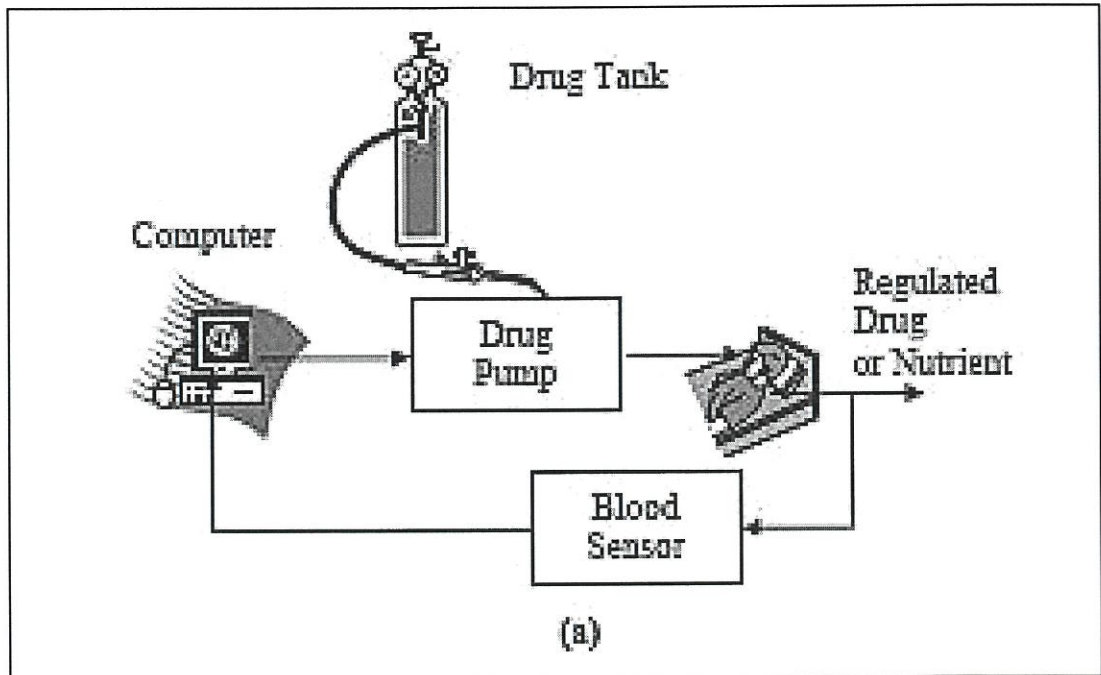 Drug Tank
Computer
Drug
Pump
Regulated
Drug
or Nutrient
Blood
Sensor
(a)